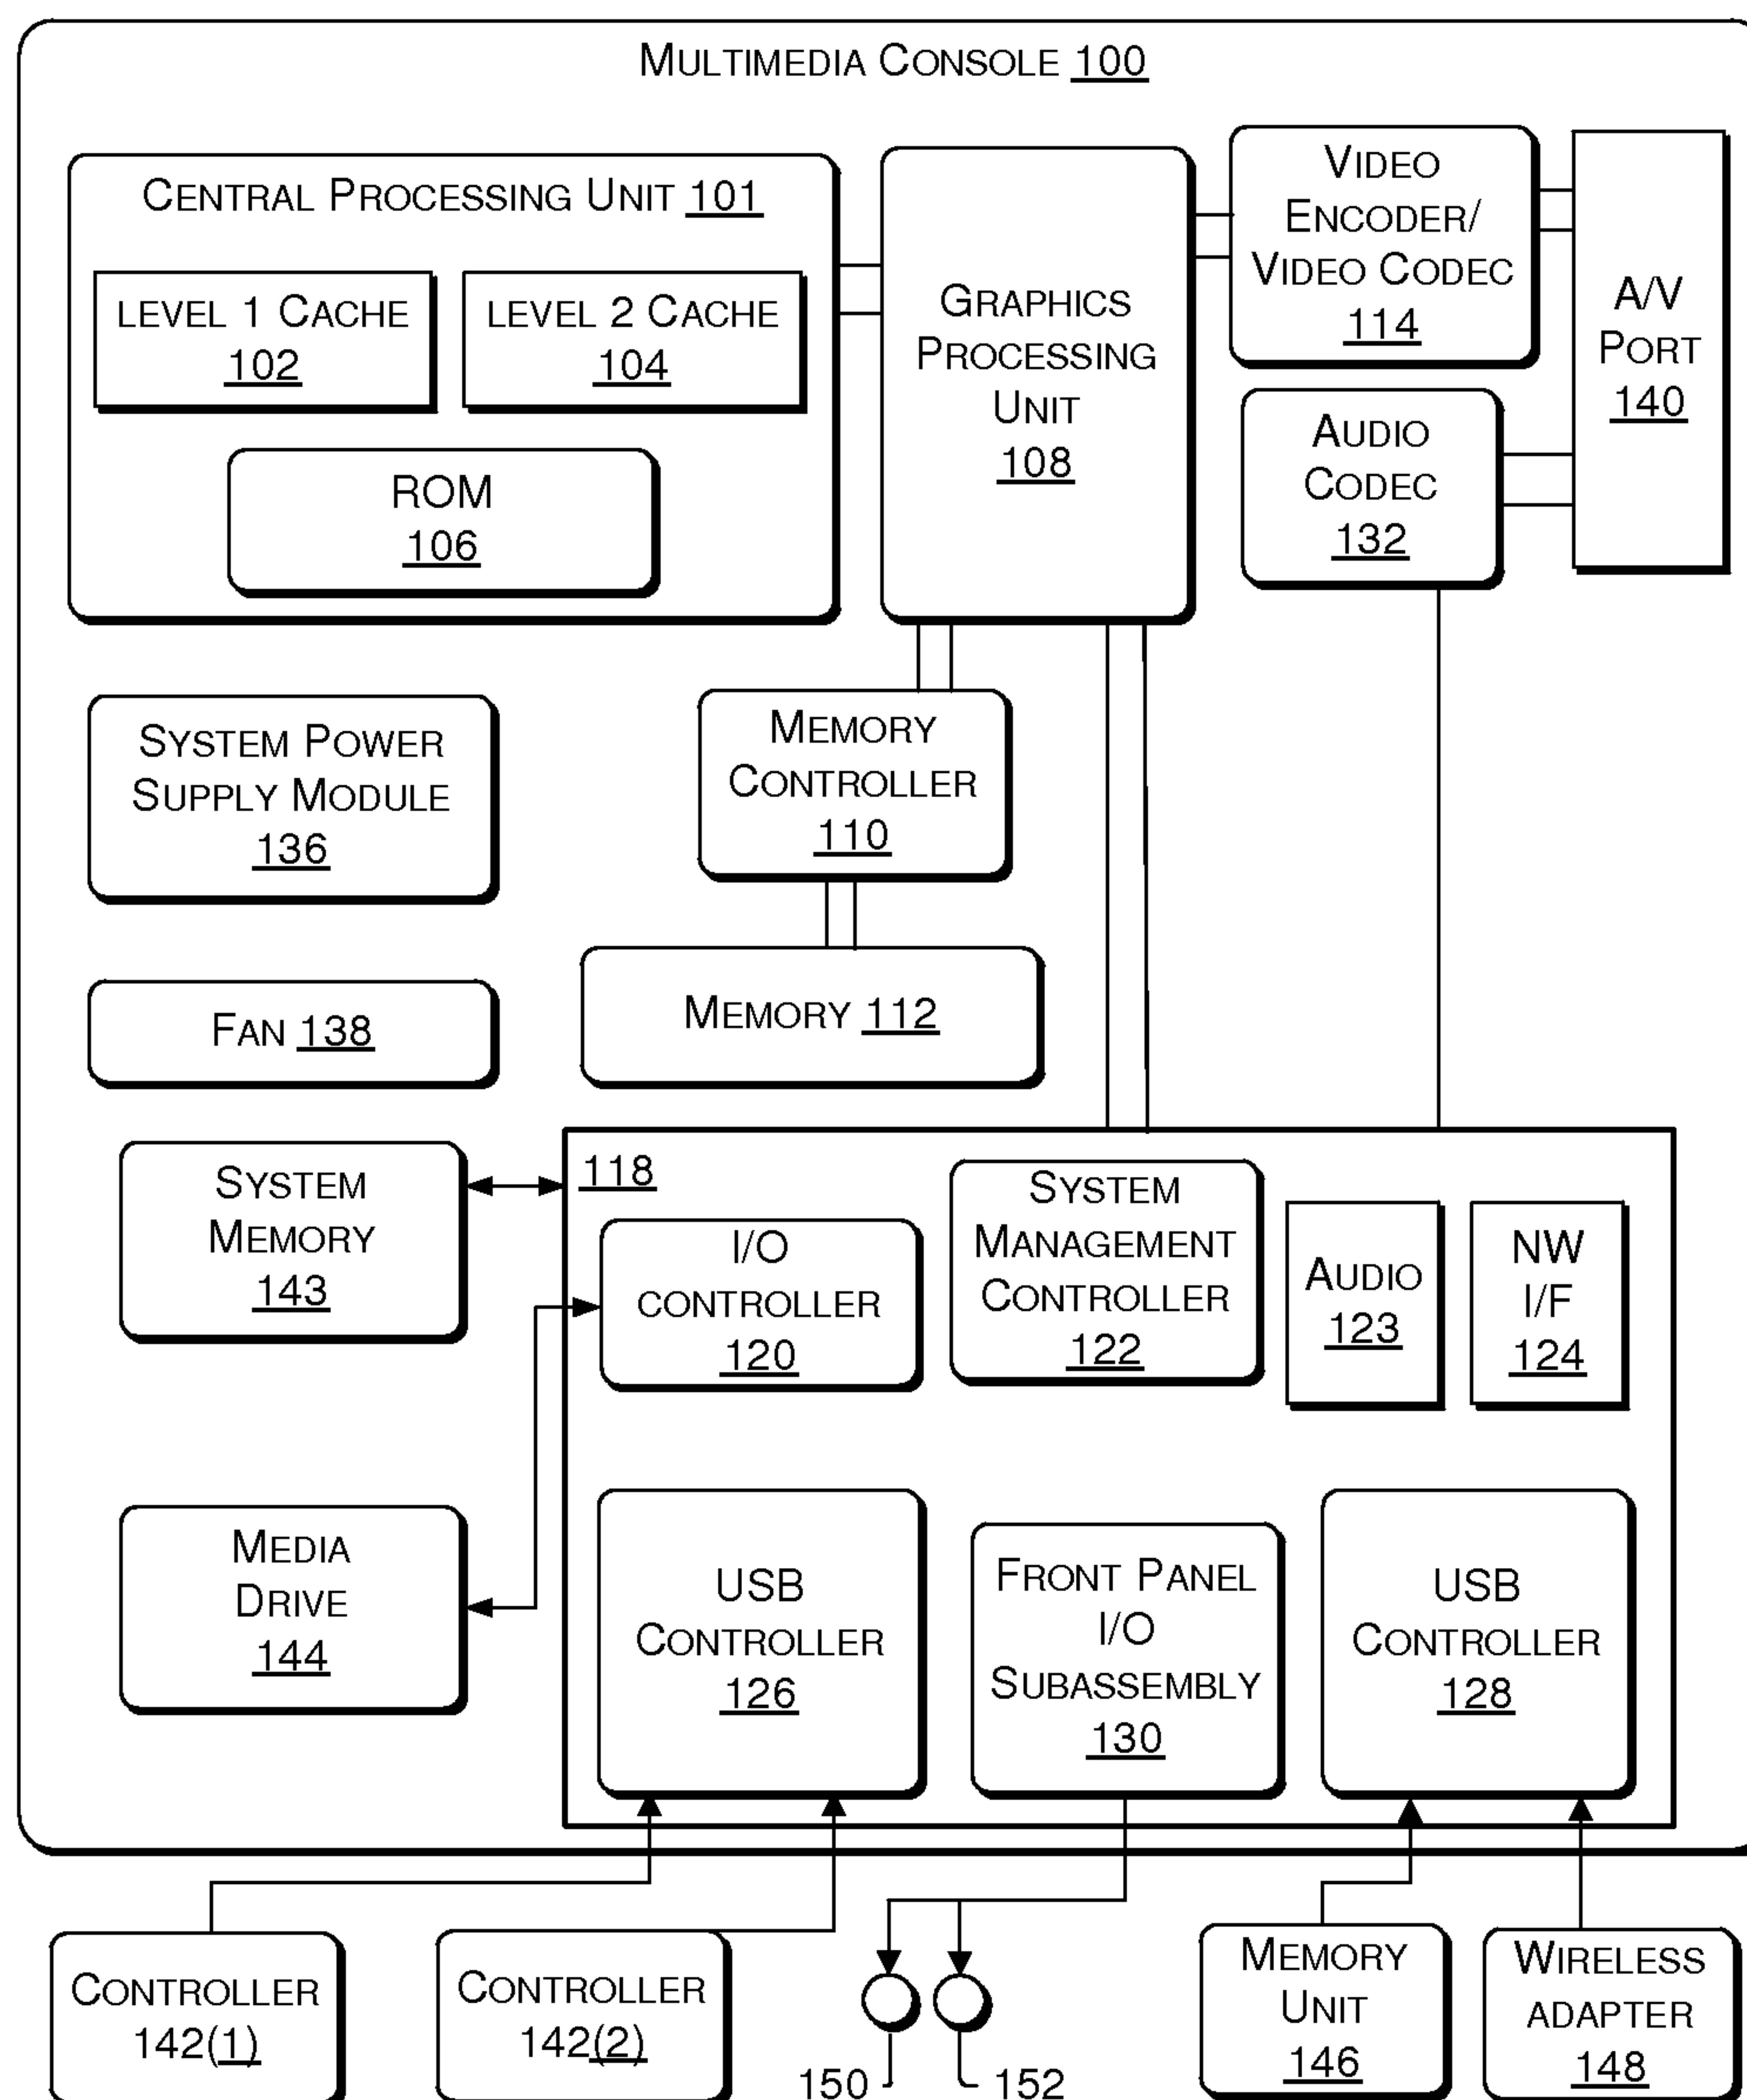 MULTIMEDIA CONSOLE 100
CENTRAL PROCESSING UNIT 101
LEVEL 1 CACHE
102
LEVEL 2 CACHE
104
ROM
106
GRAPHICS
PROCESSING
UNIT
108
VIDEO
ENCODER/
VIDEO CODEC
114
AUDIO
CODEC
132
A/V
PORT
140
SYSTEM POWER
SUPPLY MODULE
136
MEMORY
CONTROLLER
110
FAN 138
MEMORY 112
SYSTEM
MEMORY
143
118
I/O
CONTROLLER
120
SYSTEM
MANAGEMENT
CONTROLLER
122
AUDIO
123
NW
I/F
124
MEDIA
DRIVE
144
USB
CONTROLLER
126
FRONT PANEL
I/O
SUBASSEMBLY
130
USB
CONTROLLER
128
CONTROLLER
142(1)
CONTROLLER
142(2)
150
152
MEMORY
UNIT
146
WIRELESS
ADAPTER
148